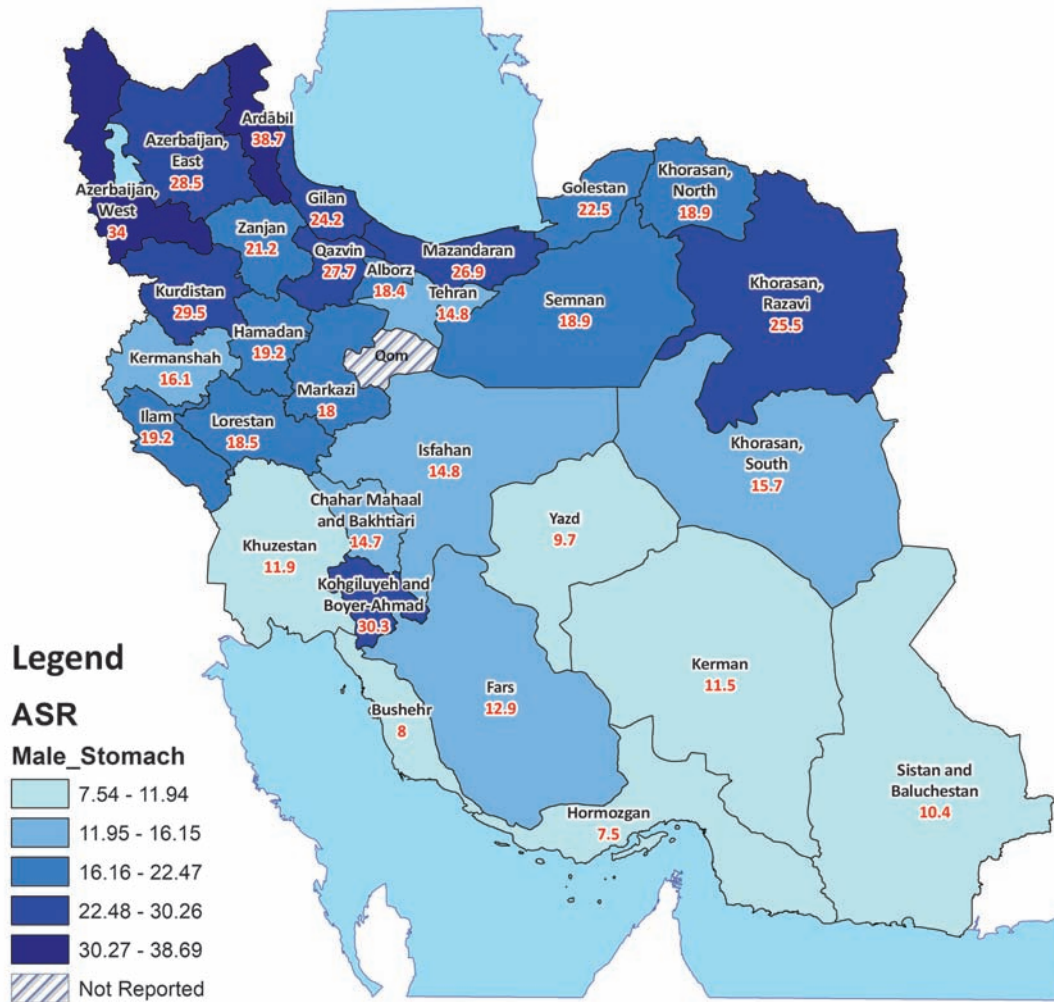 Ardābil
38.7
Azerbaijan,
East
28.5
Azerbaijan,
West
34
Gilan
24.2
Zanjan
21.2
Qazvin
27.7
Mazandaran
26.9
Alborz
18.4
Tehran
14.8
Golestan
22.5
Khorasan,
North
18.9
Khorasan,
Razavi
25.5
Semnan
18.9
Kurdistan
29.5
Hamadan
19.2
Kermanshah
16.1
Qom
Markazi
18
Ilam
19.2
Lorestan
18.5
Isfahan
14.8
Khorasan,
South
15.7
Chahar Mahaal
and Bakhtiari
14.7
Yazd
9.7
Khuzestan
11.9
Kohgiluyeh and
Boyer-Ahmad
30.3
Kerman
11.5
Fars
12.9
Bushehr
8
Sistan and
Baluchestan
10.4
Hormozgan
7.5
Legend
ASR
Male_Stomach
7.54 - 11.94
11.95 - 16.15
16.16 - 22.47
22.48 - 30.26
30.27 - 38.69
Not Reported